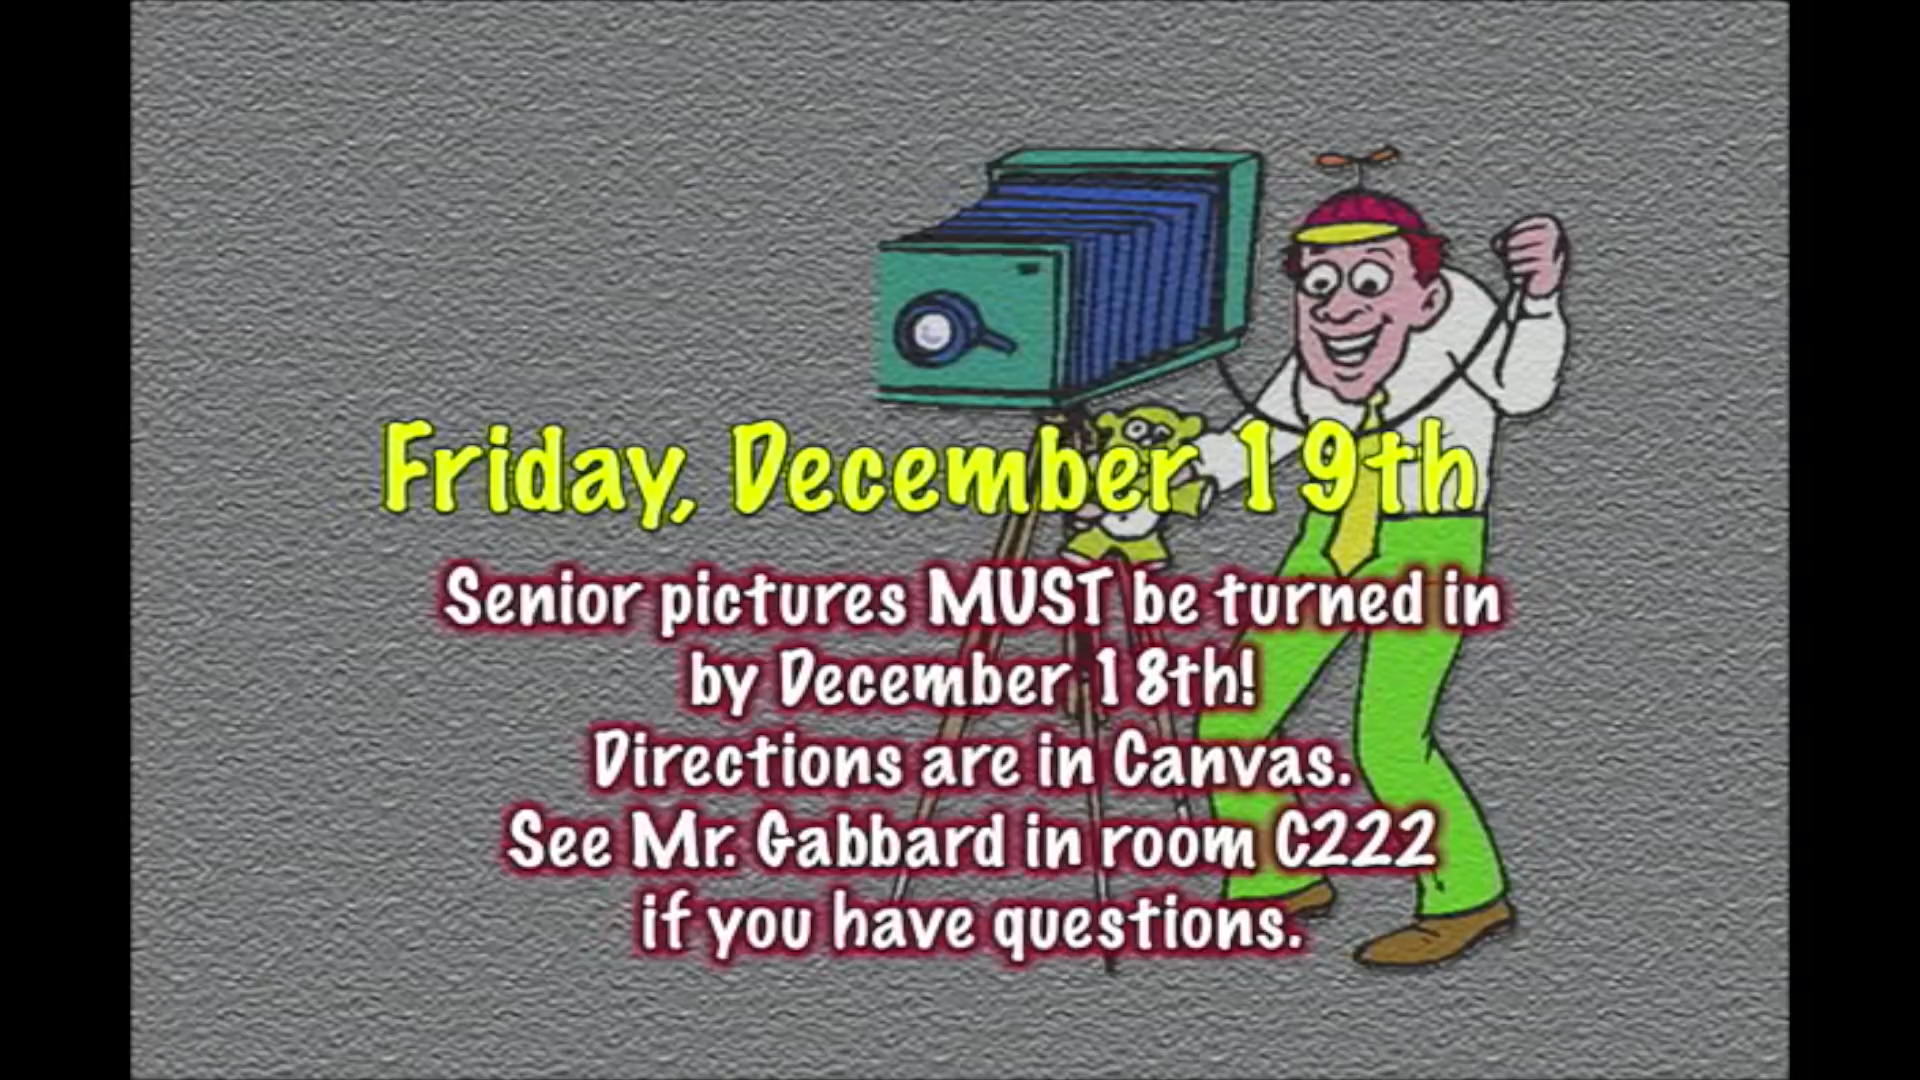 Friday, December 19th
Senior pictures MUST be turned in
by December 18th!
Directions are in Canvas.
See Mr. Gabbard in room C222
if you have questions.